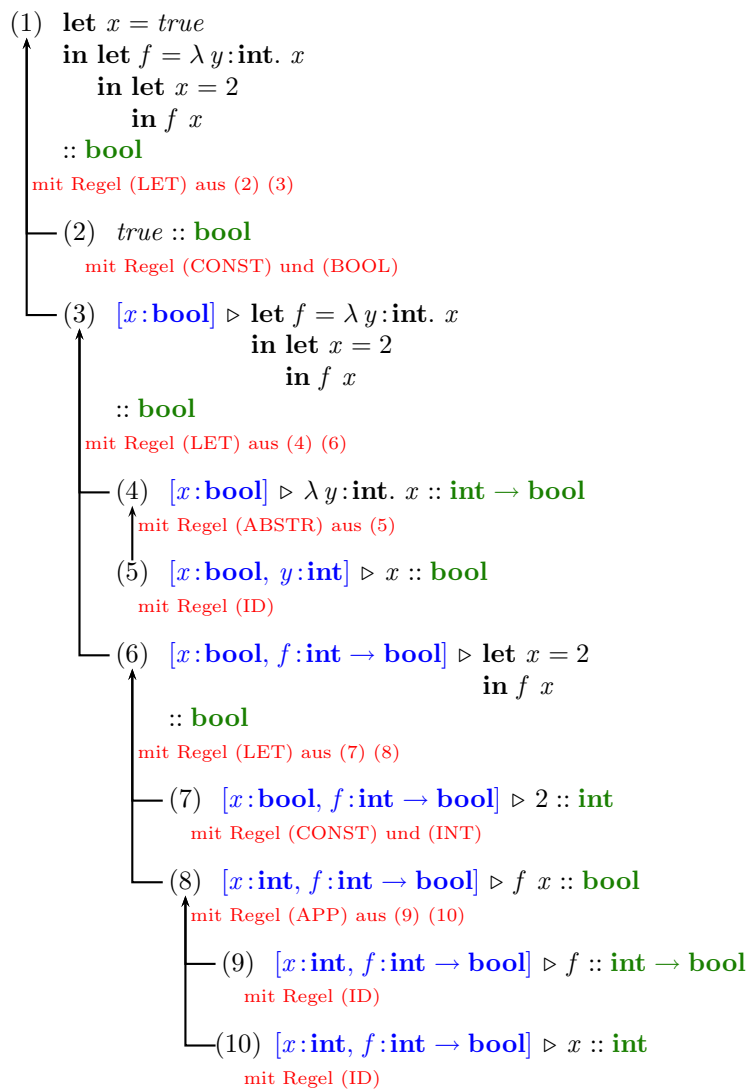 (1) let x = true
in let f = λ y:int. x
in let x = 2
in f x
:: bool
mit Regel (LET) aus (2) (3)
(2) true :: bool
mit Regel (CONST) und (BOOL)
(3) [x:bool] ▹ let f = λ y:int. x
in let x = 2
in f x
:: bool
mit Regel (LET) aus (4) (6)
(4) [x:bool] ▹ λ y:int. x :: int → bool
mit Regel (ABSTR) aus (5)
(5) [x:bool, y:int] ▹ x :: bool
mit Regel (ID)
(6) [x:bool, f:int → bool] ▹ let x = 2
in f x
:: bool
mit Regel (LET) aus (7) (8)
(7) [x:bool, f:int → bool] ▹ 2 :: int
mit Regel (CONST) und (INT)
(8) [x:int, f:int → bool] ▹ f x :: bool
mit Regel (APP) aus (9) (10)
(9) [x:int, f:int → bool] ▹ f :: int → bool
mit Regel (ID)
(10) [x:int, f:int → bool] ▹ x :: int
mit Regel (ID)